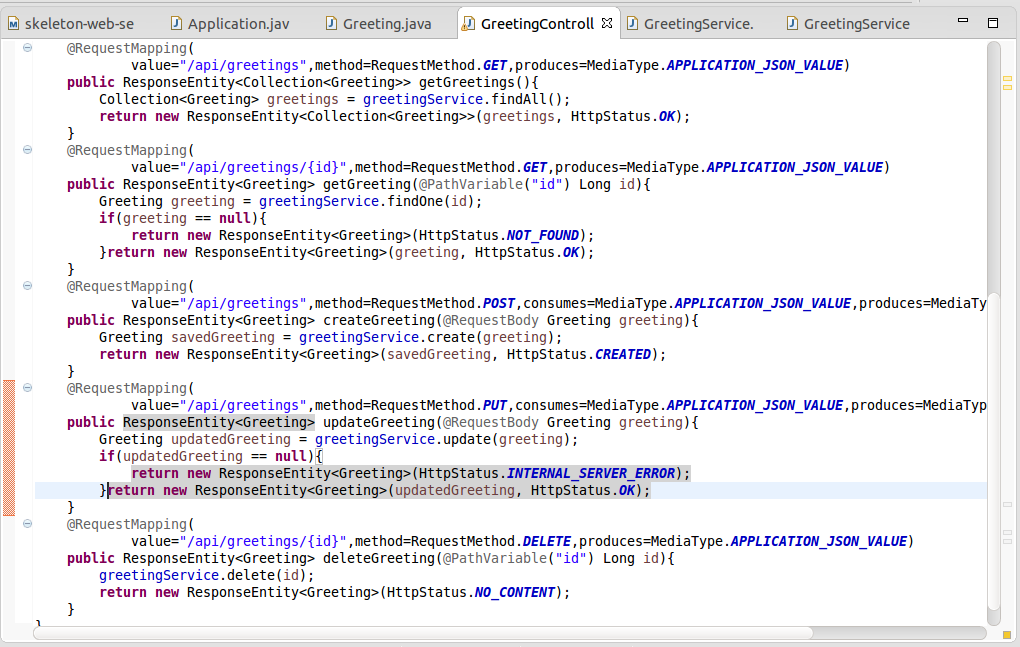 skeleton-web-se Application.jav Greeting.java GreetingControll GreetingService. GreetingService
@RequestMapping(
value="/api/greetings",method=RequestMethod.GET,produces=MediaType.APPLICATION_JSON_VALUE)
public ResponseEntity<Collection<Greeting>> getGreetings(){
Collection<Greeting> greetings = greetingService.findAll();
return new ResponseEntity<Collection<Greeting>>(greetings, HttpStatus.OK);
}
@RequestMapping(
value="/api/greetings/{id}",method=RequestMethod.GET,produces=MediaType.APPLICATION_JSON_VALUE)
public ResponseEntity<Greeting> getGreeting(@PathVariable("id") Long id){
Greeting greeting = greetingService.findOne(id);
if(greeting == null){
return new ResponseEntity<Greeting>(HttpStatus.NOT_FOUND);
}return new ResponseEntity<Greeting>(greeting, HttpStatus.OK);
}
@RequestMapping(
value="/api/greetings",method=RequestMethod.POST,consumes=MediaType.APPLICATION_JSON_VALUE,produces=MediaTy
public ResponseEntity<Greeting> createGreeting(@RequestBody Greeting greeting){
Greeting savedGreeting = greetingService.create(greeting);
return new ResponseEntity<Greeting>(savedGreeting, HttpStatus.CREATED);
}
@RequestMapping(
value="/api/greetings",method=RequestMethod.PUT,consumes=MediaType.APPLICATION_JSON_VALUE,produces=MediaTyp
public ResponseEntity<Greeting> updateGreeting(@RequestBody Greeting greeting){
Greeting updatedGreeting = greetingService.update(greeting);
if(updatedGreeting == null){
return new ResponseEntity<Greeting>(HttpStatus.INTERNAL_SERVER_ERROR);
}return new ResponseEntity<Greeting>(updatedGreeting, HttpStatus.OK);
}
@RequestMapping(
value="/api/greetings/{id}",method=RequestMethod.DELETE,produces=MediaType.APPLICATION_JSON_VALUE)
public ResponseEntity<Greeting> deleteGreeting(@PathVariable("id") Long id){
greetingService.delete(id);
return new ResponseEntity<Greeting>(HttpStatus.NO_CONTENT);
}
}